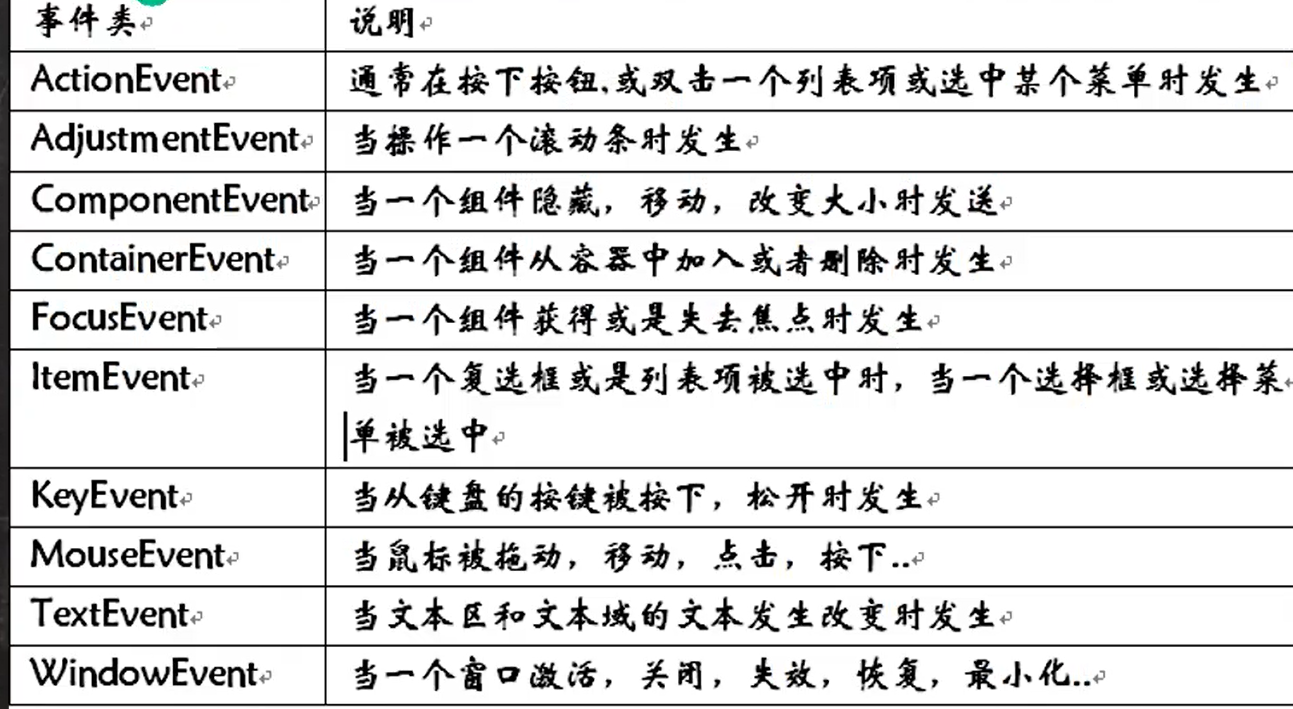 事件类 说明
ActionEvent 通常在按下按钮,或双击一个列表项或选中某个菜单时发生
AdjustmentEvent 当操作一个滚动条时发生
ComponentEvent 当一个组件隐藏，移动，改变大小时发送
ContainerEvent 当一个组件从容器中加入或者删除时发生
FocusEvent 当一个组件获得或是失去焦点时发生
ItemEvent 当一个复选框或是列表项被选中时，当一个选择框或选择菜
单被选中
KeyEvent 当从键盘的按键被按下，松开时发生
MouseEvent 当鼠标被拖动，移动，点击，按下..
TextEvent 当文本区和文本域的文本发生改变时发生
WindowEvent 当一个窗口激活，关闭，失效，恢复，最小化..